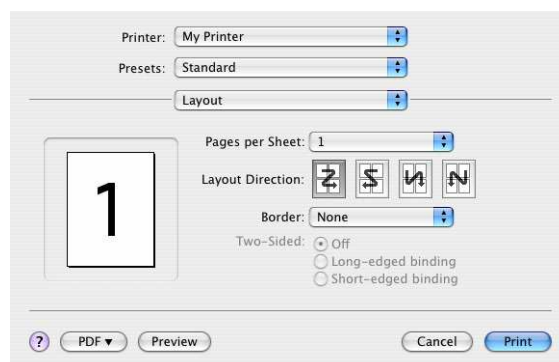 Printer: My Printer
Presets: Standard
Layout
Pages per Sheet: 1
Layout Direction:
Border: None
Two-Sided: Off
Long-edged binding
Short-edged binding
1
? PDF▼ Preview Cancel Print